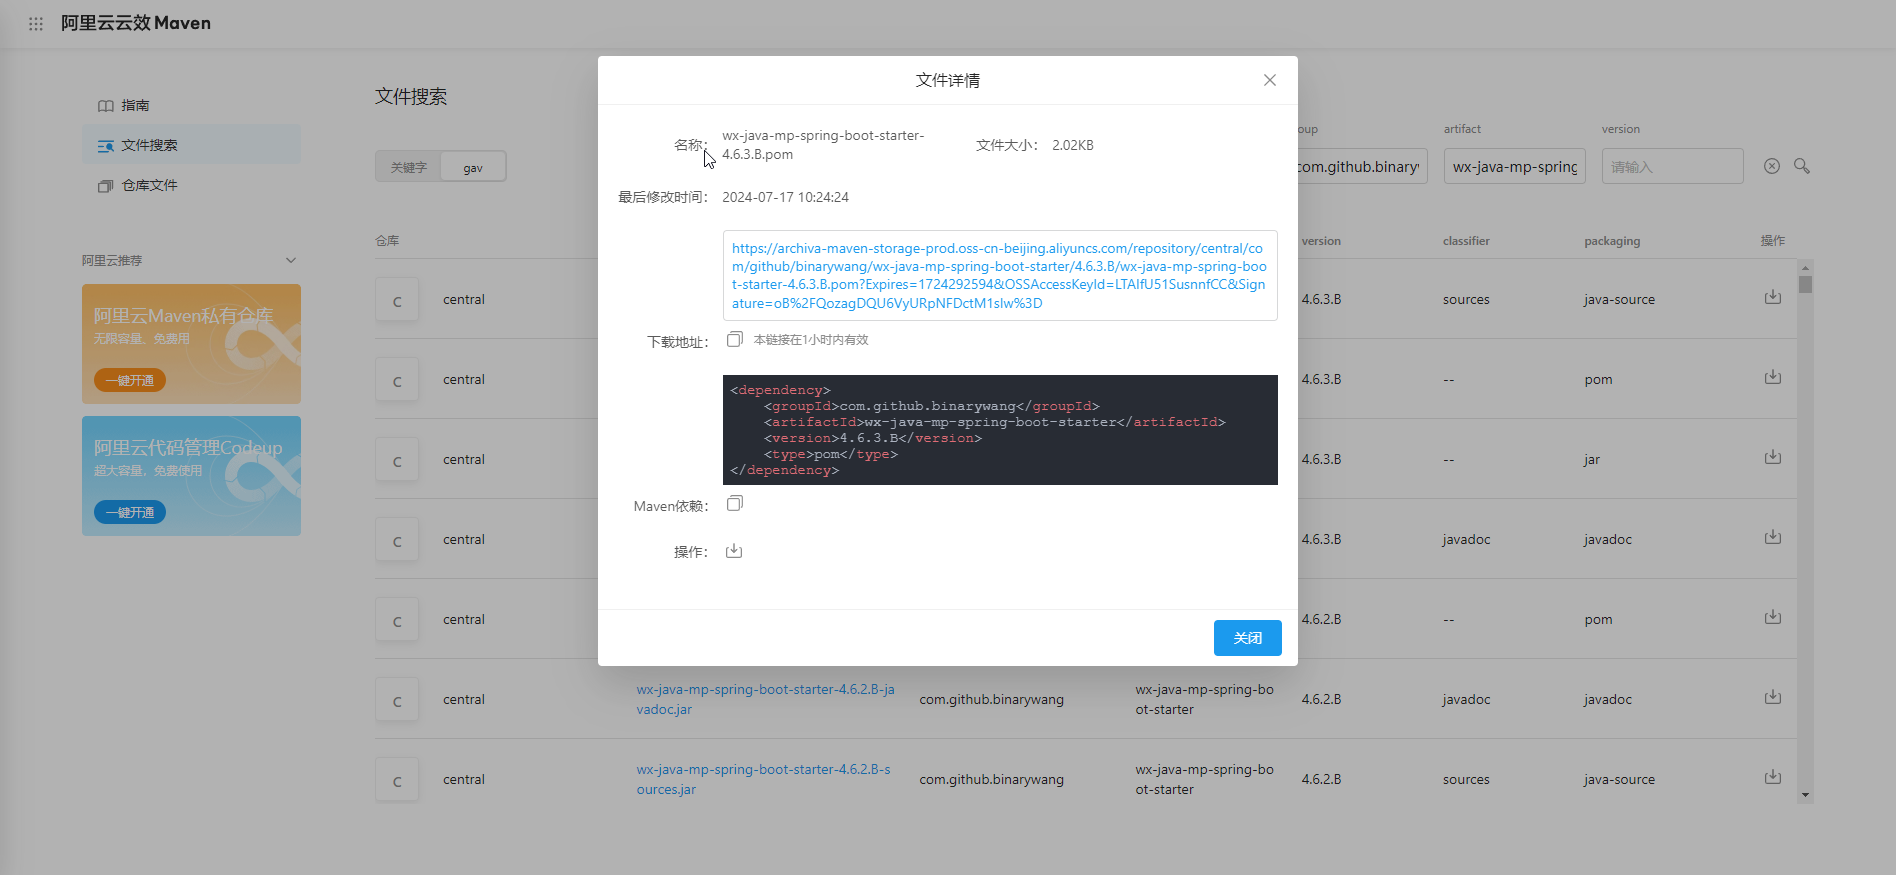 阿里云云效 Maven
指南
文件搜索
仓库文件
阿里云推荐
阿里云Maven私有仓库
无限容量、免费用
一键开通
阿里云代码管理Codeup
超大容量，免费使用
一键开通
文件搜索
关键字
gav
oup
artifact
version
com.github.binary
wx-java-mp-spring
请输入
仓库
version
classifier
packaging
操作
C
central
4.6.3.B
sources
java-source
C
central
4.6.3.B
--
pom
C
central
4.6.3.B
--
jar
C
central
4.6.3.B
javadoc
javadoc
C
central
4.6.2.B
--
pom
C
central
wx-java-mp-spring-boot-starter-4.6.2.B-ja
vadoc.jar
com.github.binarywang
wx-java-mp-spring-bo
ot-starter
4.6.2.B
javadoc
javadoc
C
central
wx-java-mp-spring-boot-starter-4.6.2.B-s
ources.jar
com.github.binarywang
wx-java-mp-spring-bo
ot-starter
4.6.2.B
sources
java-source
文件详情
名称：
wx-java-mp-spring-boot-starter-
4.6.3.B.pom
文件大小：
2.02KB
最后修改时间：
2024-07-17 10:24:24
https://archiva-maven-storage-prod.oss-cn-beijing.aliyuncs.com/repository/central/co
m/github/binarywang/wx-java-mp-spring-boot-starter/4.6.3.B/wx-java-mp-spring-boo
t-starter-4.6.3.B.pom?Expires=1724292594&OSSAccessKeyId=LTAIfU51SusnnfCC&Sign
ature=oB%2FQozagDQU6VyURpNFDctM1slw%3D
下载地址：
本链接在1小时内有效
<dependency>
<groupId>com.github.binarywang</groupId>
<artifactId>wx-java-mp-spring-boot-starter</artifactId>
<version>4.6.3.B</version>
<type>pom</type>
</dependency>
Maven依赖：
操作：
关闭